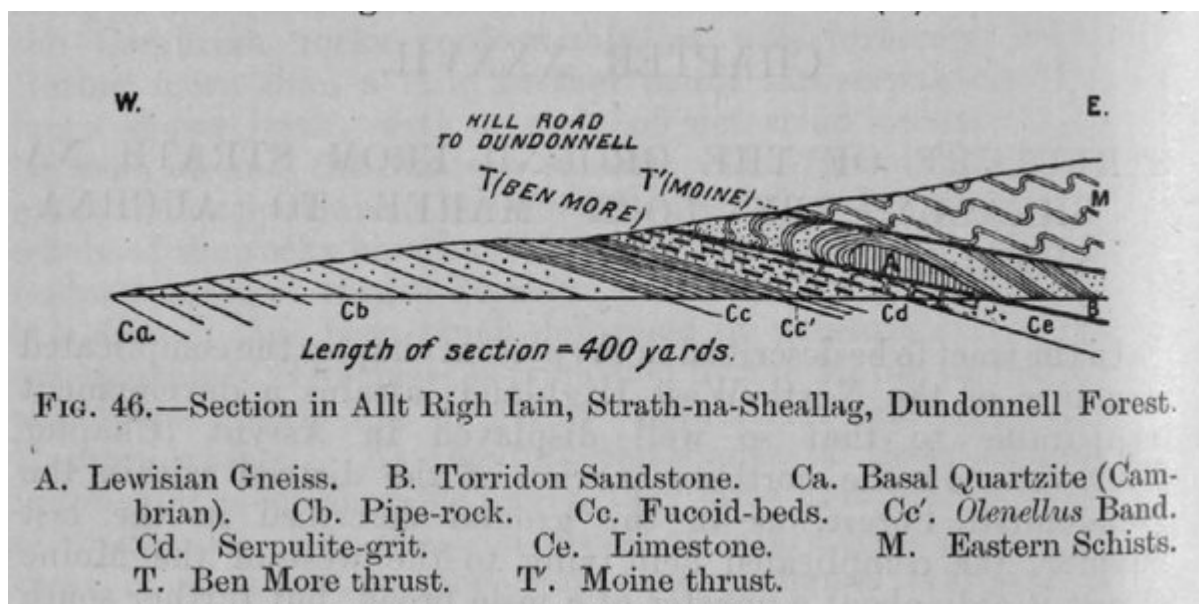 W.
E.
HILL ROAD
TO DUNDONNELL
T(BEN MORE)
T'(MOINE)
M
A
B
Ca.
Cb
Cc
Cc'
Cd
Ce
Length of section = 400 yards.
FIG. 46.—Section in Allt Righ Iain, Strath-na-Sheallag, Dundonnell Forest.
A. Lewisian Gneiss. B. Torridon Sandstone. Ca. Basal Quartzite (Cam-
brian). Cb. Pipe-rock. Cc. Fucoid-beds. Cc′. Olenellus Band.
Cd. Serpulite-grit. Ce. Limestone. M. Eastern Schists.
T. Ben More thrust. T′. Moine thrust.